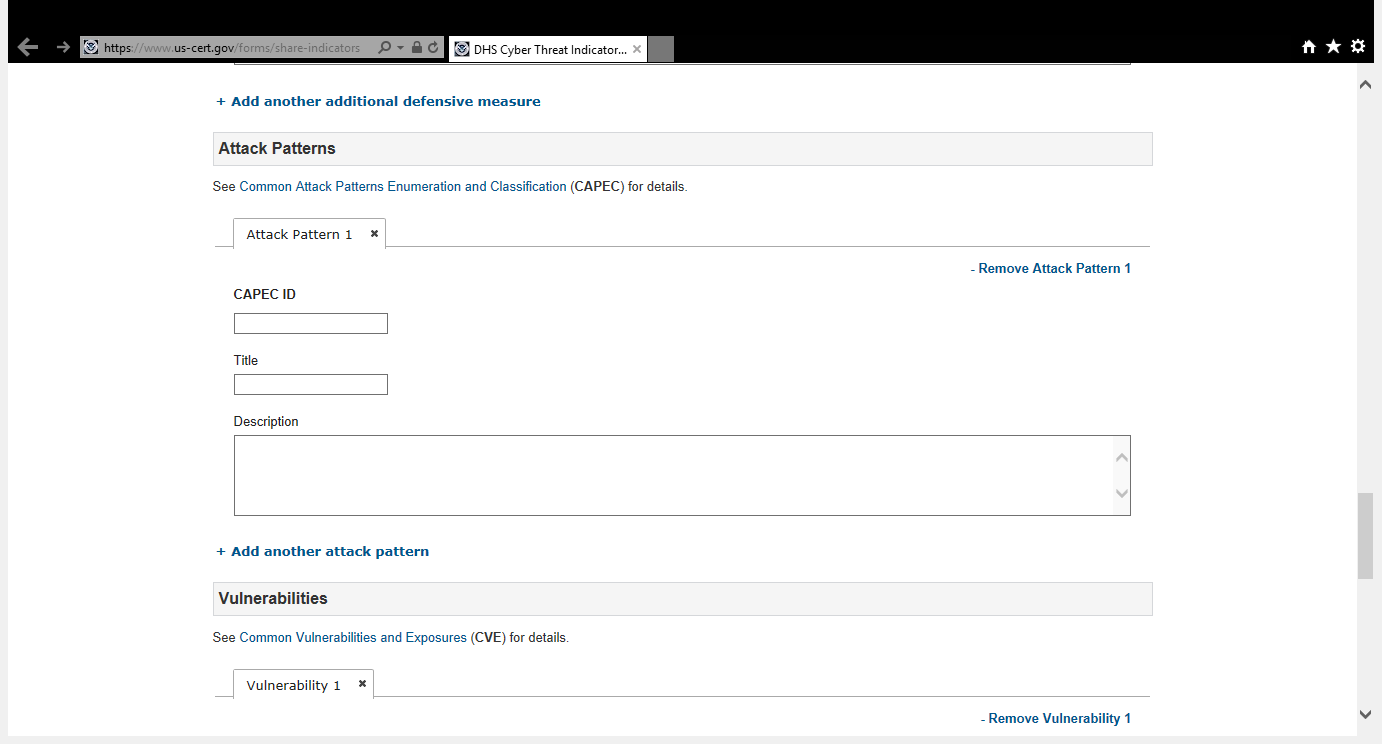 https://www.us-cert.gov/forms/share-indicators
DHS Cyber Threat Indicator...
+ Add another additional defensive measure
Attack Patterns
See Common Attack Patterns Enumeration and Classification (CAPEC) for details.
Attack Pattern 1
- Remove Attack Pattern 1
CAPEC ID
Title
Description
+ Add another attack pattern
Vulnerabilities
See Common Vulnerabilities and Exposures (CVE) for details.
Vulnerability 1
- Remove Vulnerability 1